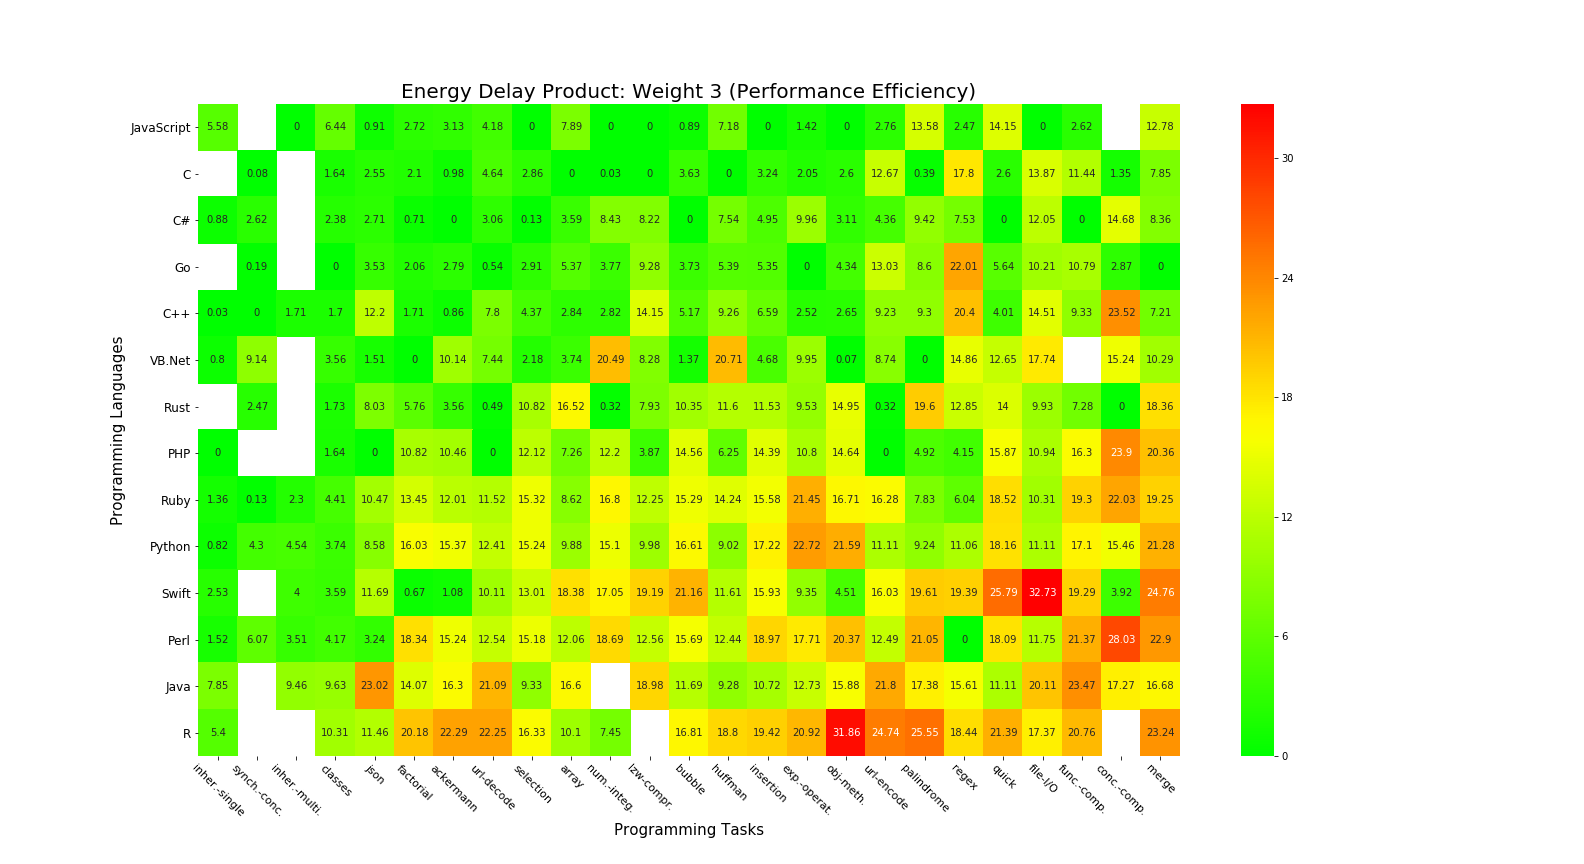 Energy Delay Product: Weight 3 (Performance Efficiency)
JavaScript 5.58 0 6.44 0.91 2.72 3.13 4.18 0 7.89 0 0 0.89 7.18 0 1.42 0 2.76 13.58 2.47 14.15 0 2.62 12.78
C 0.08 1.64 2.55 2.1 0.98 4.64 2.86 0 0.03 0 3.63 0 3.24 2.05 2.6 12.67 0.39 17.8 2.6 13.87 11.44 1.35 7.85
C# 0.88 2.62 2.38 2.71 0.71 0 3.06 0.13 3.59 8.43 8.22 0 7.54 4.95 9.96 3.11 4.36 9.42 7.53 0 12.05 0 14.68 8.36
Go 0.19 0 3.53 2.06 2.79 0.54 2.91 5.37 3.77 9.28 3.73 5.39 5.35 0 4.34 13.03 8.6 22.01 5.64 10.21 10.79 2.87 0
C++ 0.03 0 1.71 1.7 12.2 1.71 0.86 7.8 4.37 2.84 2.82 14.15 5.17 9.26 6.59 2.52 2.65 9.23 9.3 20.4 4.01 14.51 9.33 23.52 7.21
VB.Net 0.8 9.14 3.56 1.51 0 10.14 7.44 2.18 3.74 20.49 8.28 1.37 20.71 4.68 9.95 0.07 8.74 0 14.86 12.65 17.74 15.24 10.29
Rust 2.47 1.73 8.03 5.76 3.56 0.49 10.82 16.52 0.32 7.93 10.35 11.6 11.53 9.53 14.95 0.32 19.6 12.85 14 9.93 7.28 0 18.36
PHP 0 1.64 0 10.82 10.46 0 12.12 7.26 12.2 3.87 14.56 6.25 14.39 10.8 14.64 0 4.92 4.15 15.87 10.94 16.3 23.9 20.36
Ruby 1.36 0.13 2.3 4.41 10.47 13.45 12.01 11.52 15.32 8.62 16.8 12.25 15.29 14.24 15.58 21.45 16.71 16.28 7.83 6.04 18.52 10.31 19.3 22.03 19.25
Python 0.82 4.3 4.54 3.74 8.58 16.03 15.37 12.41 15.24 9.88 15.1 9.98 16.61 9.02 17.22 22.72 21.59 11.11 9.24 11.06 18.16 11.11 17.1 15.46 21.28
Swift 2.53 4 3.59 11.69 0.67 1.08 10.11 13.01 18.38 17.05 19.19 21.16 11.61 15.93 9.35 4.51 16.03 19.61 19.39 25.79 32.73 19.29 3.92 24.76
Perl 1.52 6.07 3.51 4.17 3.24 18.34 15.24 12.54 15.18 12.06 18.69 12.56 15.69 12.44 18.97 17.71 20.37 12.49 21.05 0 18.09 11.75 21.37 28.03 22.9
Java 7.85 9.46 9.63 23.02 14.07 16.3 21.09 9.33 16.6 18.98 11.69 9.28 10.72 12.73 15.88 21.8 17.38 15.61 11.11 20.11 23.47 17.27 16.68
R 5.4 10.31 11.46 20.18 22.29 22.25 16.33 10.1 7.45 16.81 18.8 19.42 20.92 31.86 24.74 25.55 18.44 21.39 17.37 20.76 23.24
inher.-single synch.-conc. inher.-multi. classes json factorial ackermann url-decode selection array num.-integ. lzw-compr. bubble huffman insertion exp.-operat. obj-meth. url-encode palindrome regex quick file-I/O func.-comp. conc.-comp. merge
Programming Tasks
Programming Languages
30
24
18
12
6
0